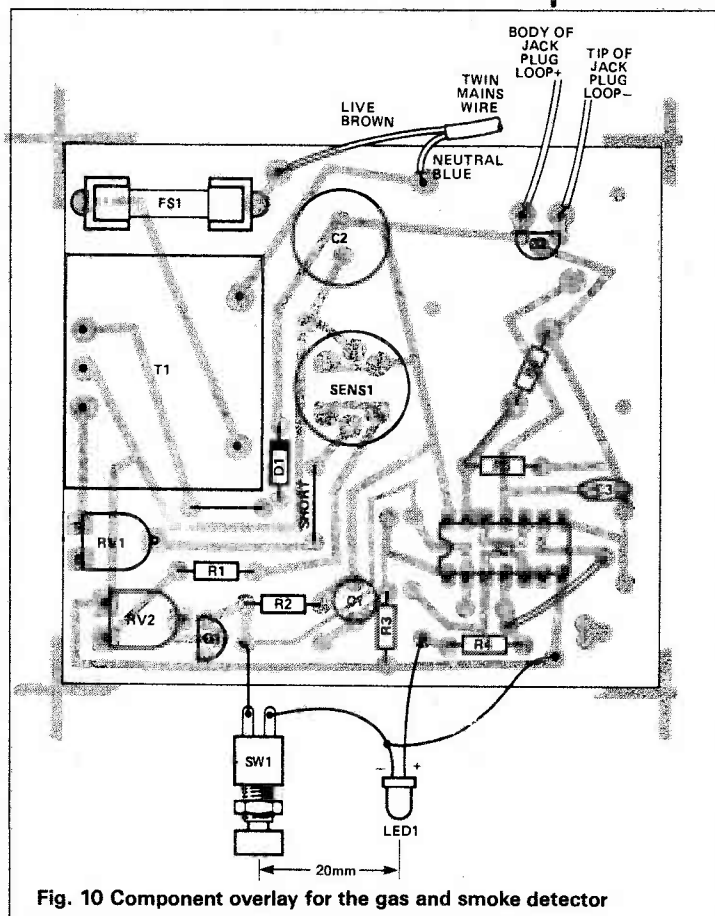 BODY OF
JACK
PLUG
LOOP+
TIP OF
JACK
PLUG
LOOP−
TWIN
MAINS
WIRE
LIVE
BROWN
NEUTRAL
BLUE
FS1
C2
T1
SENS1
D1
SHORT
RV1
R1
RV2
R2
R3
R4
SW1
− +
LED1
20mm
Fig. 10 Component overlay for the gas and smoke detector